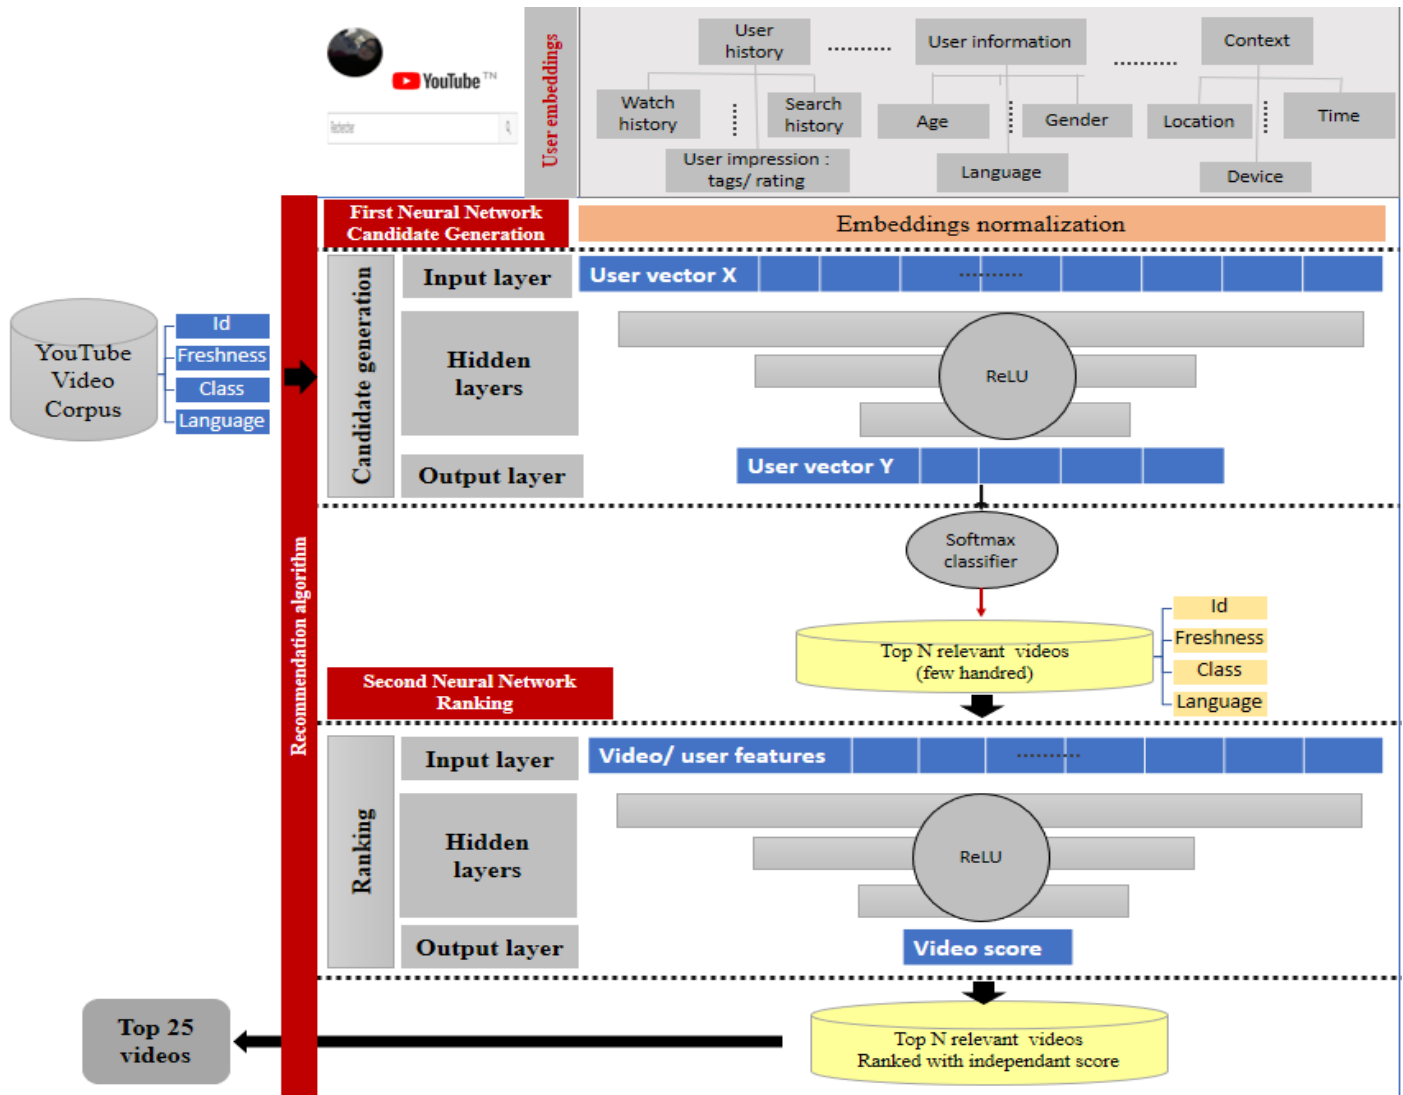 YouTube TN
Rechercher
User embeddings
User
history
User information
Context
Watch
history
Search
history
Age
Gender
Location
Time
User impression :
tags/ rating
Language
Device
First Neural Network
Candidate Generation
Embeddings normalization
Candidate generation
Input layer
User vector X
YouTube
Video
Corpus
Id
Freshness
Class
Language
Hidden
layers
ReLU
Output layer
User vector Y
Recommendation algorithm
Softmax
classifier
Top N relevant videos
(few handred)
Id
Freshness
Class
Language
Second Neural Network
Ranking
Ranking
Input layer
Video/ user features
Hidden
layers
ReLU
Output layer
Video score
Top N relevant videos
Ranked with independant score
Top 25
videos